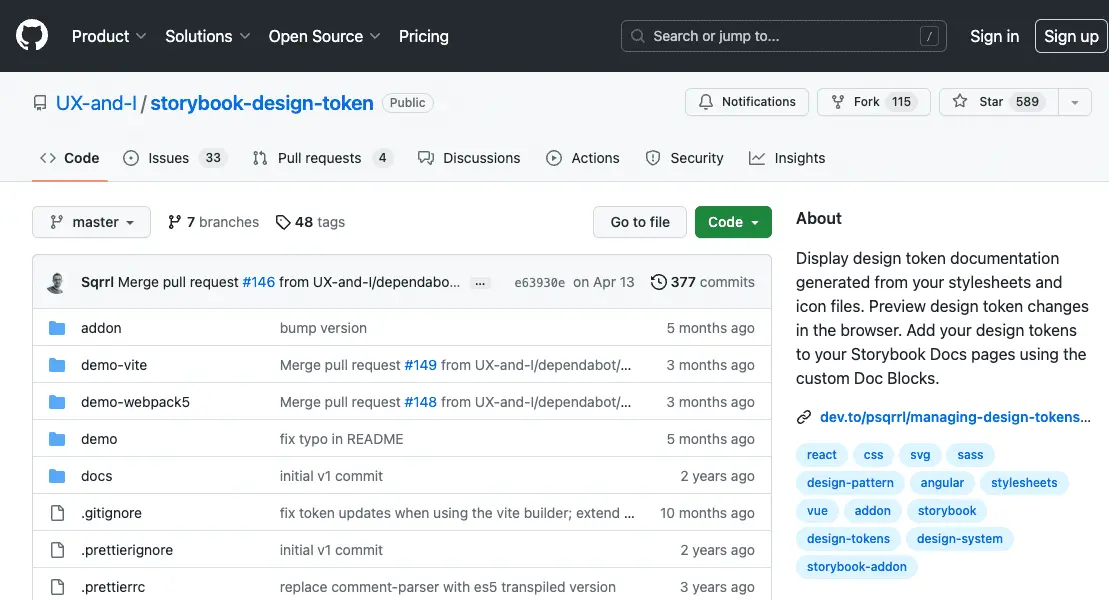 Product Solutions Open Source Pricing Search or jump to... / Sign in Sign up
UX-and-I / storybook-design-token Public Notifications Fork 115 Star 589
Code Issues 33 Pull requests 4 Discussions Actions Security Insights
master 7 branches 48 tags Go to file Code
Sqrrl Merge pull request #146 from UX-and-I/dependabo... ... e63930e on Apr 13 377 commits
addon bump version 5 months ago
demo-vite Merge pull request #149 from UX-and-I/dependabot/... 3 months ago
demo-webpack5 Merge pull request #148 from UX-and-I/dependabot/... 3 months ago
demo fix typo in README 5 months ago
docs initial v1 commit 2 years ago
.gitignore fix token updates when using the vite builder; extend ... 10 months ago
.prettierignore initial v1 commit 2 years ago
.prettierrc replace comment-parser with es5 transpiled version 3 years ago
About
Display design token documentation
generated from your stylesheets and
icon files. Preview design token changes
in the browser. Add your design tokens
to your Storybook Docs pages using the
custom Doc Blocks.
dev.to/psqrrl/managing-design-tokens...
react css svg sass
design-pattern angular stylesheets
vue addon storybook
design-tokens design-system
storybook-addon